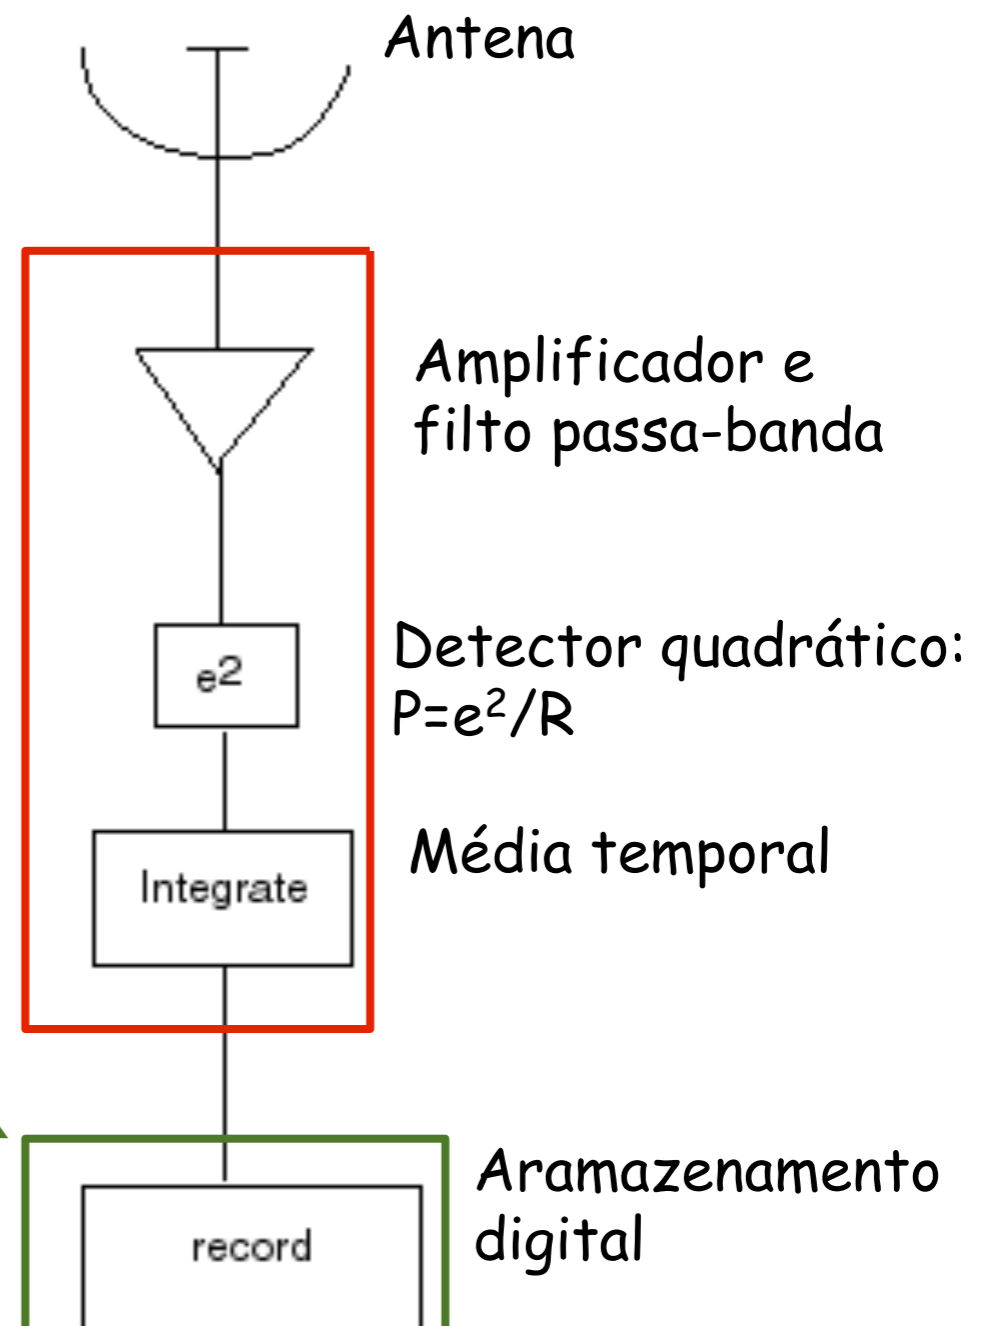 Antena
Amplificador e
filto passa-banda
e2
Detector quadrático:
P=e²/R
Integrate
Média temporal
record
Aramazenamento
digital